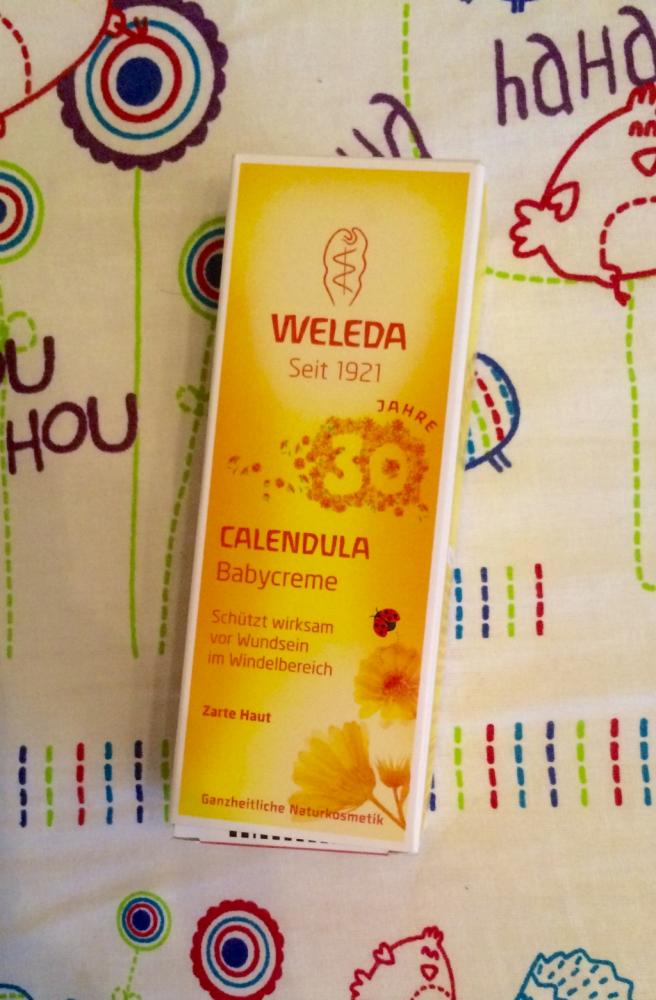 haHa
WELEDA
Seit 1921
JAHRE
30
OU
HOU
CALENDULA
Babycreme
Schützt wirksam
vor Wundsein
im Windelbereich
Zarte Haut
Ganzheitliche Naturkosmetik